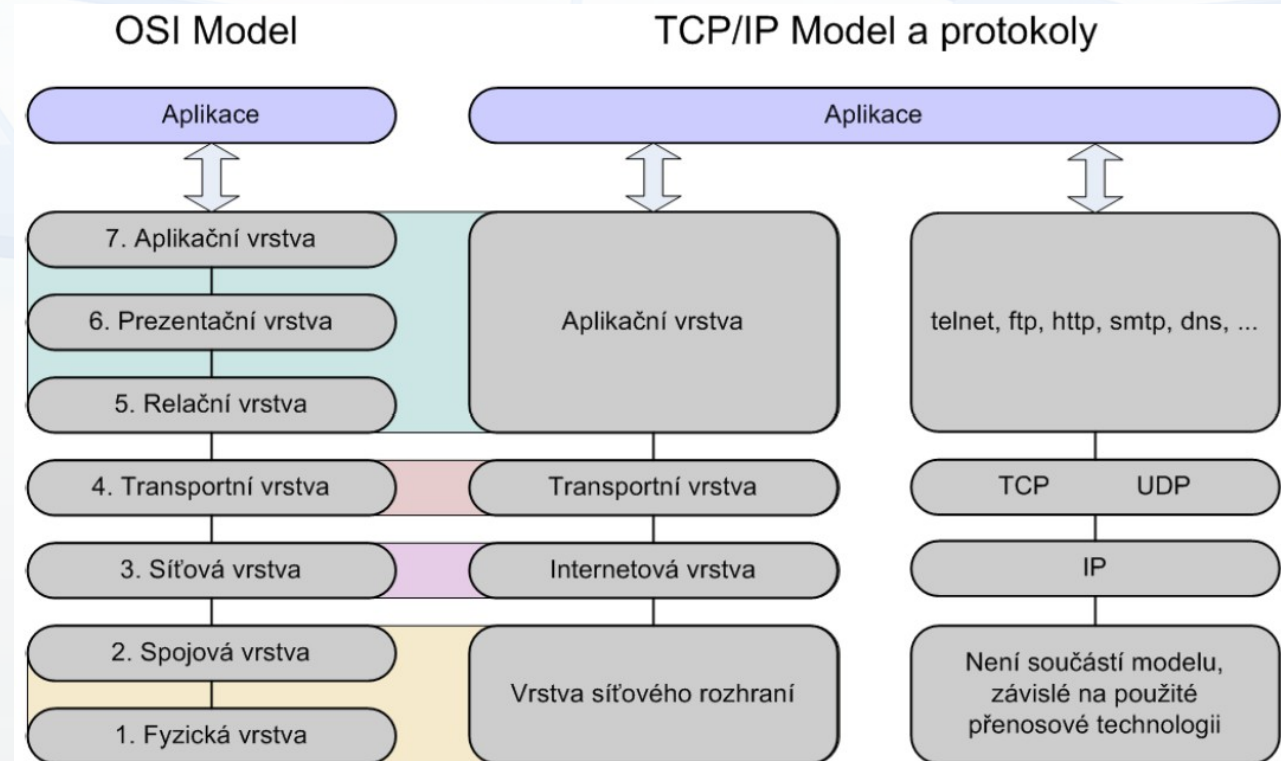 OSI Model
TCP/IP Model a protokoly
Aplikace
Aplikace
7. Aplikační vrstva
6. Prezentační vrstva
5. Relační vrstva
4. Transportní vrstva
3. Síťová vrstva
2. Spojová vrstva
1. Fyzická vrstva
Aplikační vrstva
Transportní vrstva
Internetová vrstva
Vrstva síťového rozhraní
telnet, ftp, http, smtp, dns, ...
TCP UDP
IP
Není součástí modelu,
závislé na použité
přenosové technologii